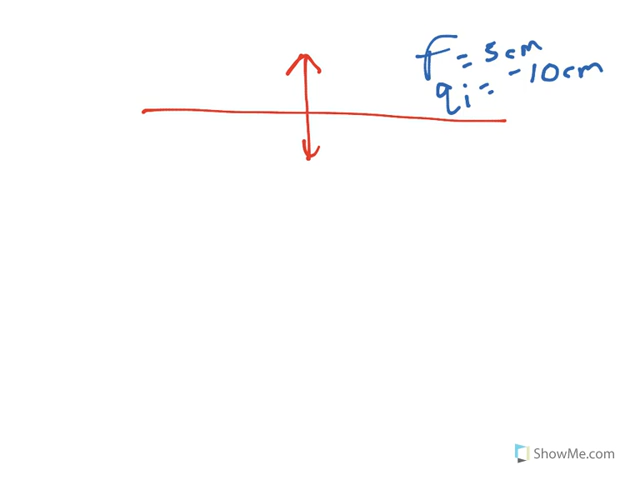 f = 5cm
qi = -10cm
ShowMe.com